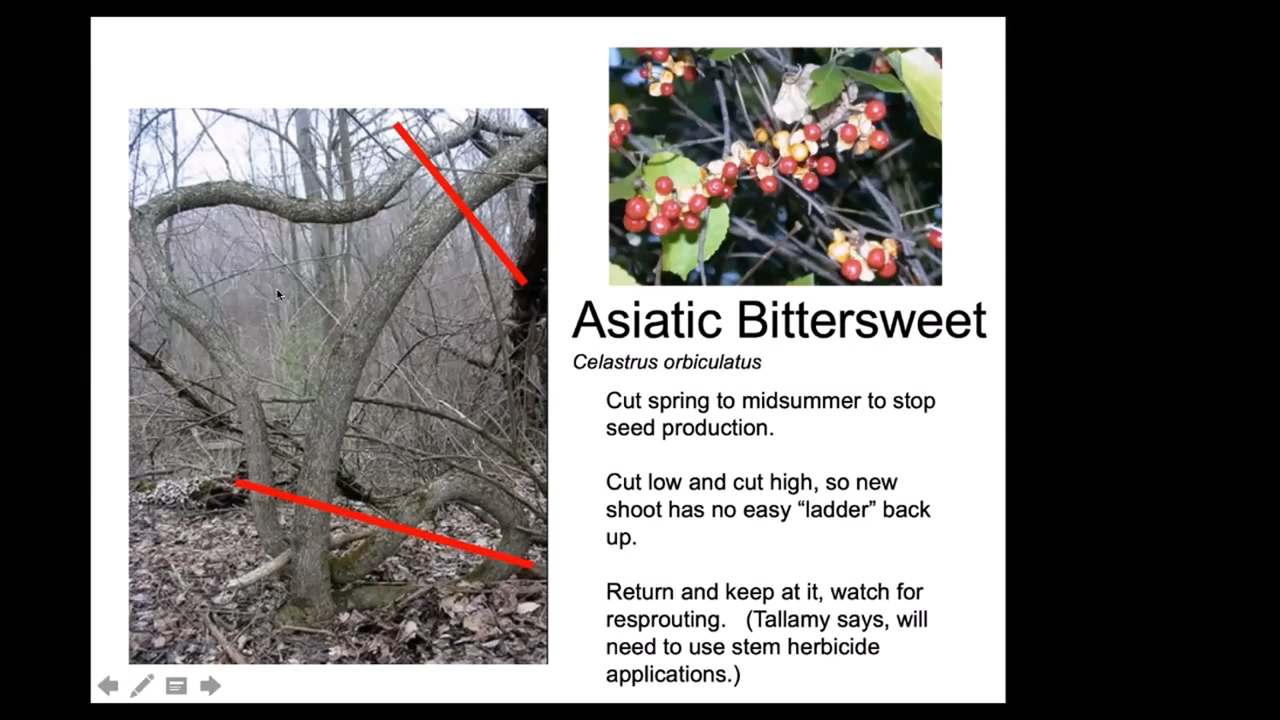 Asiatic Bittersweet
Celastrus orbiculatus
Cut spring to midsummer to stop
seed production.
Cut low and cut high, so new
shoot has no easy “ladder” back
up.
Return and keep at it, watch for
resprouting. (Tallamy says, will
need to use stem herbicide
applications.)